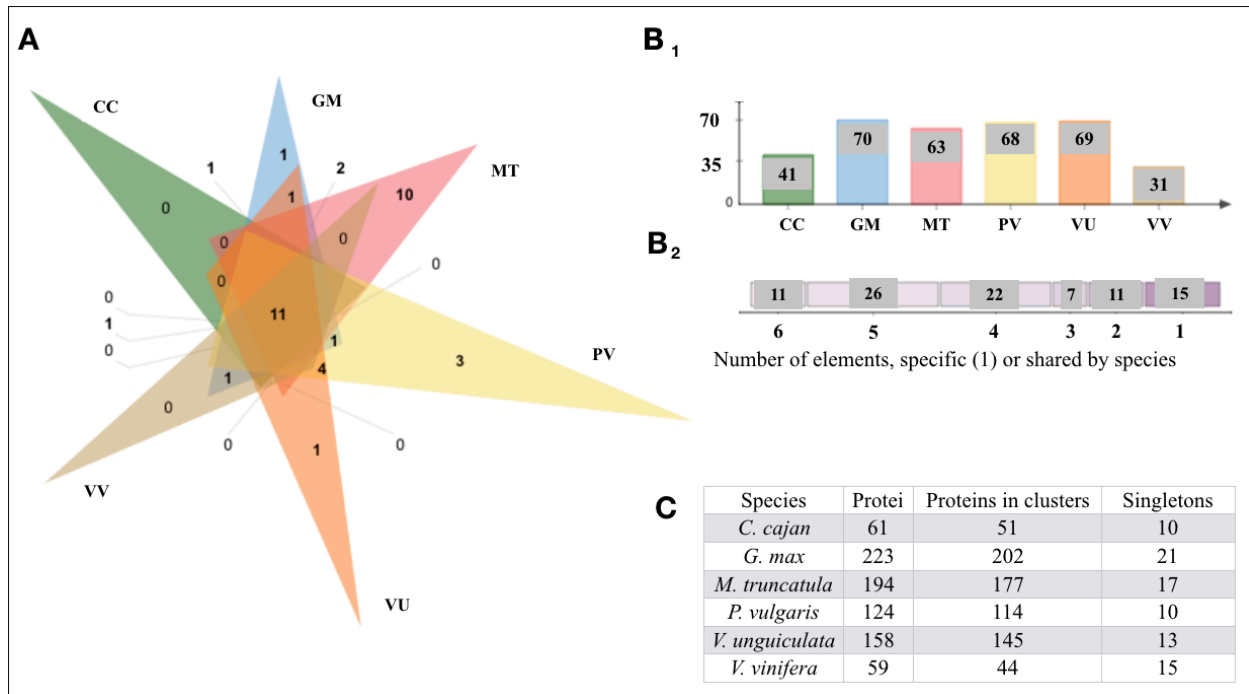 A
CC
GM
MT
PV
VU
VV
1
1
2
10
0
1
0
0
0
0
0
1
0
11
1
3
4
1
0
0
0
1
B 1
70
35
0
41
70
63
68
69
31
CC GM MT PV VU VV
B 2
11 26 22 7 11 15
6 5 4 3 2 1
Number of elements, specific (1) or shared by species
C
Species Protei Proteins in clusters Singletons
C. cajan 61 51 10
G. max 223 202 21
M. truncatula 194 177 17
P. vulgaris 124 114 10
V. unguiculata 158 145 13
V. vinifera 59 44 15